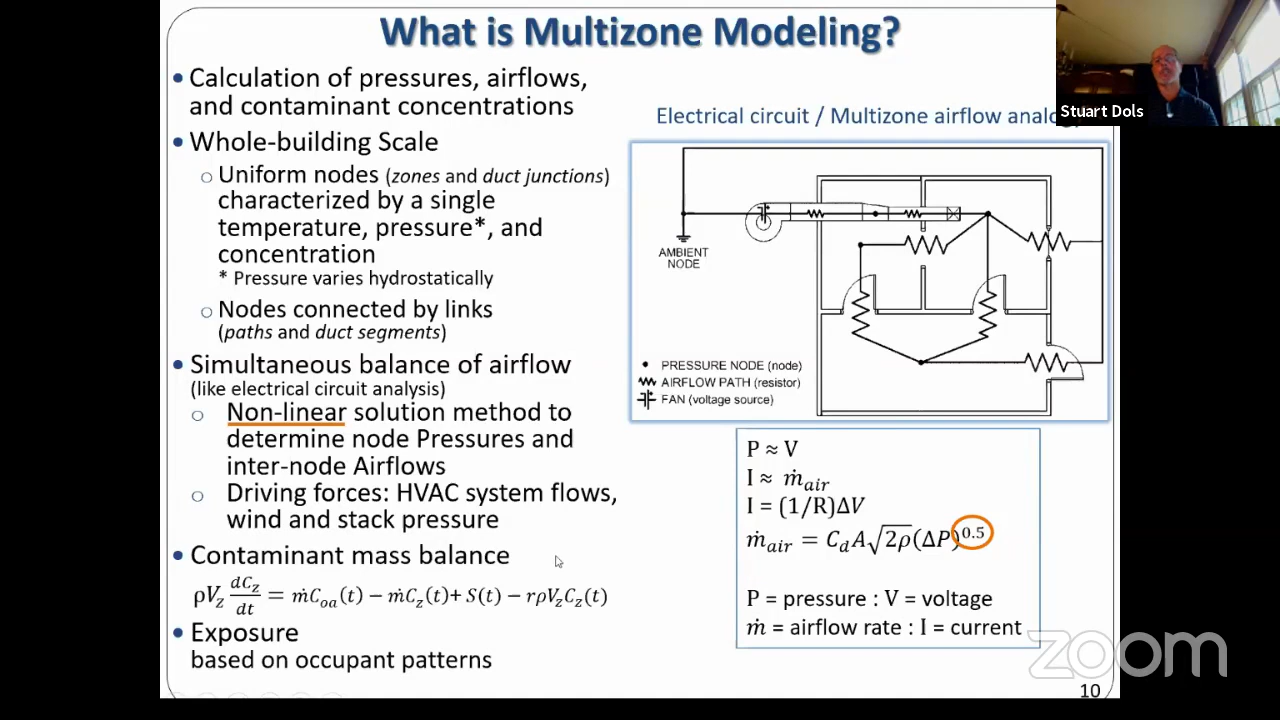 What is Multizone Modeling?
• Calculation of pressures, airflows,
and contaminant concentrations
• Whole-building Scale
o Uniform nodes (zones and duct junctions)
characterized by a single
temperature, pressure*, and
concentration
* Pressure varies hydrostatically
o Nodes connected by links
(paths and duct segments)
• Simultaneous balance of airflow
(like electrical circuit analysis)
o Non-linear solution method to
determine node Pressures and
inter-node Airflows
o Driving forces: HVAC system flows,
wind and stack pressure
• Contaminant mass balance
ρV_z dC_z/dt = ṁC_oa(t) − ṁC_z(t)+ S(t) − rρV_zC_z(t)
• Exposure
based on occupant patterns
Stuart Dols
Electrical circuit / Multizone airflow
AMBIENT
NODE
• PRESSURE NODE (node)
AIRFLOW PATH (resistor)
FAN (voltage source)
P ≈ V
I ≈ ṁ_air
I = (1/R)ΔV
ṁ_air = C_d A√2ρ(ΔP)^0.5
P = pressure : V = voltage
ṁ = airflow rate : I = current
zoom
10